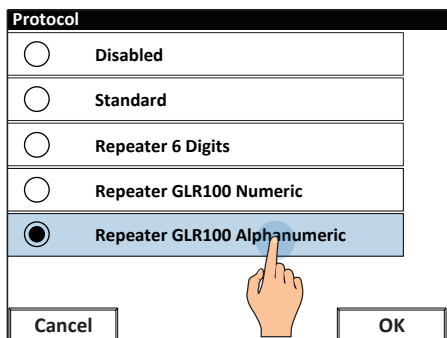 Protocol
Disabled
Standard
Repeater 6 Digits
Repeater GLR100 Numeric
Repeater GLR100 Alphanumeric
Cancel OK